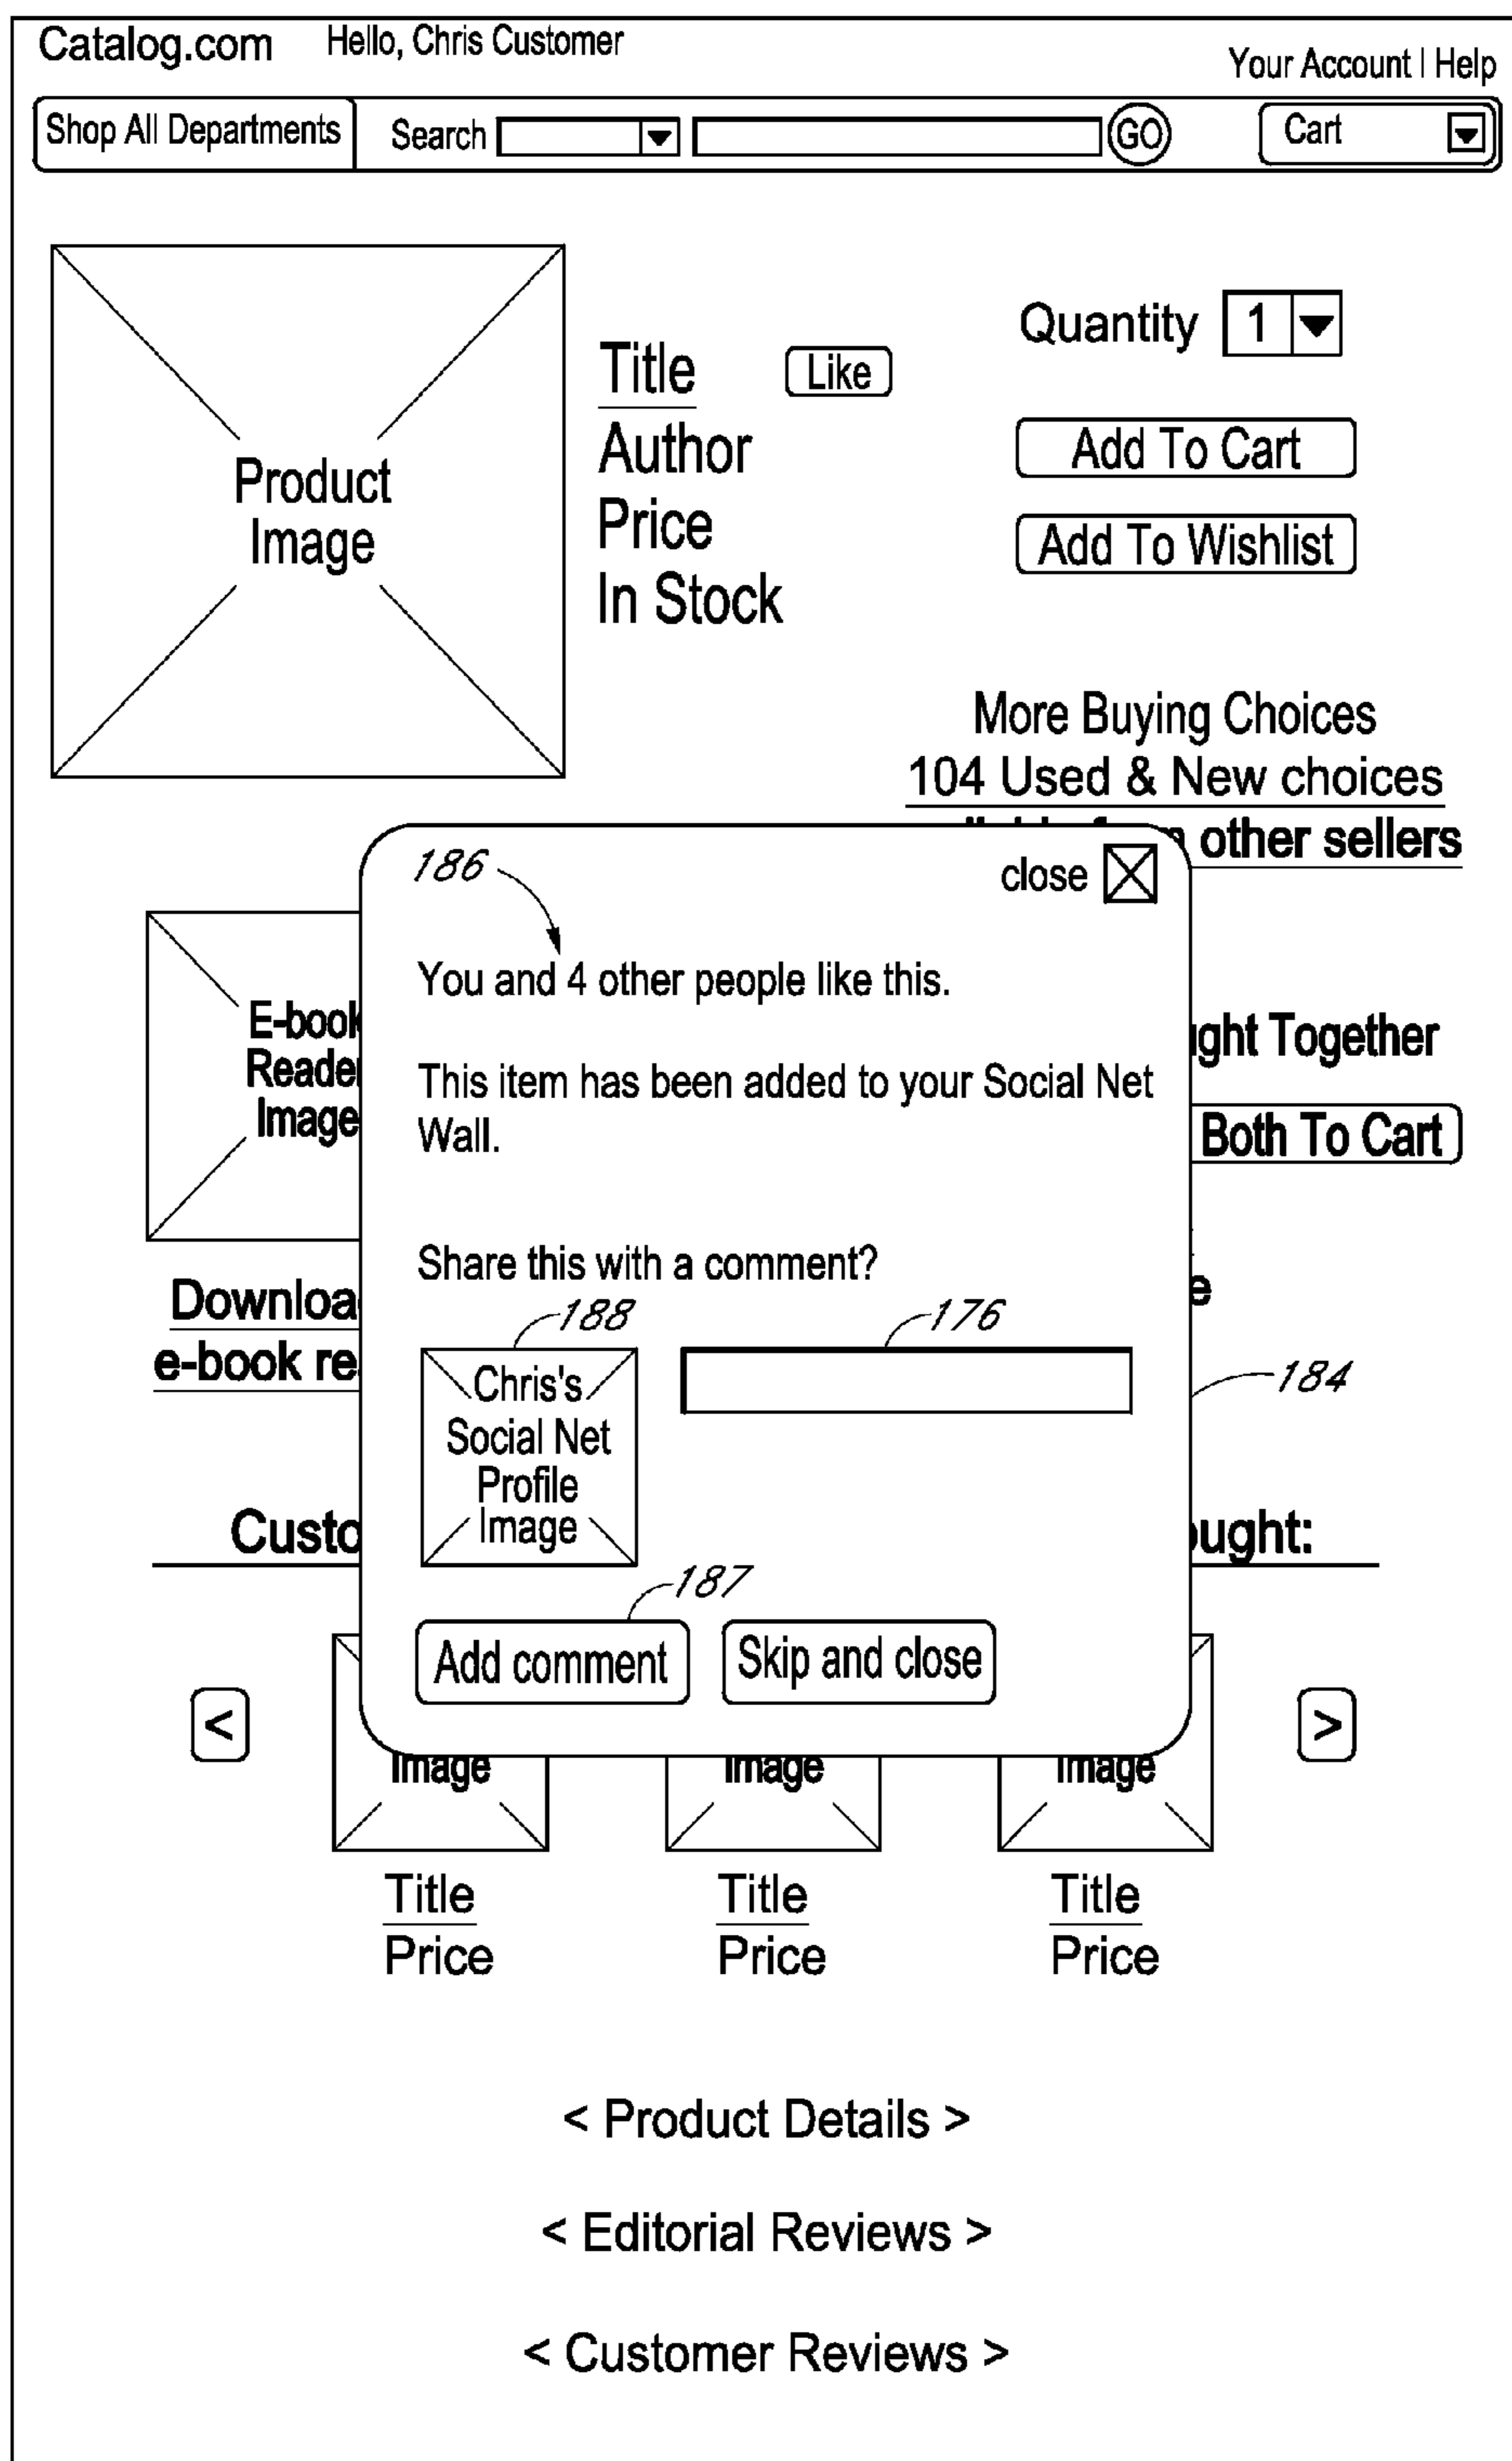 Catalog.com Hello, Chris Customer
Your Account | Help
Shop All Departments Search GO Cart
Title Like
Quantity 1
Author
Add To Cart
Product
Image
Price
Add To Wishlist
In Stock
More Buying Choices
104 Used & New choices
other sellers
186
close
You and 4 other people like this.
E-book
Reader
Image
ght Together
This item has been added to your Social Net
Wall.
Both To Cart
Share this with a comment?
Downloa
e-book re
e
188
176
184
Chris's
Social Net
Profile
Image
Custo
ught:
187
Add comment Skip and close
< >
Image Image Image
Title Title Title
Price Price Price
< Product Details >
< Editorial Reviews >
< Customer Reviews >